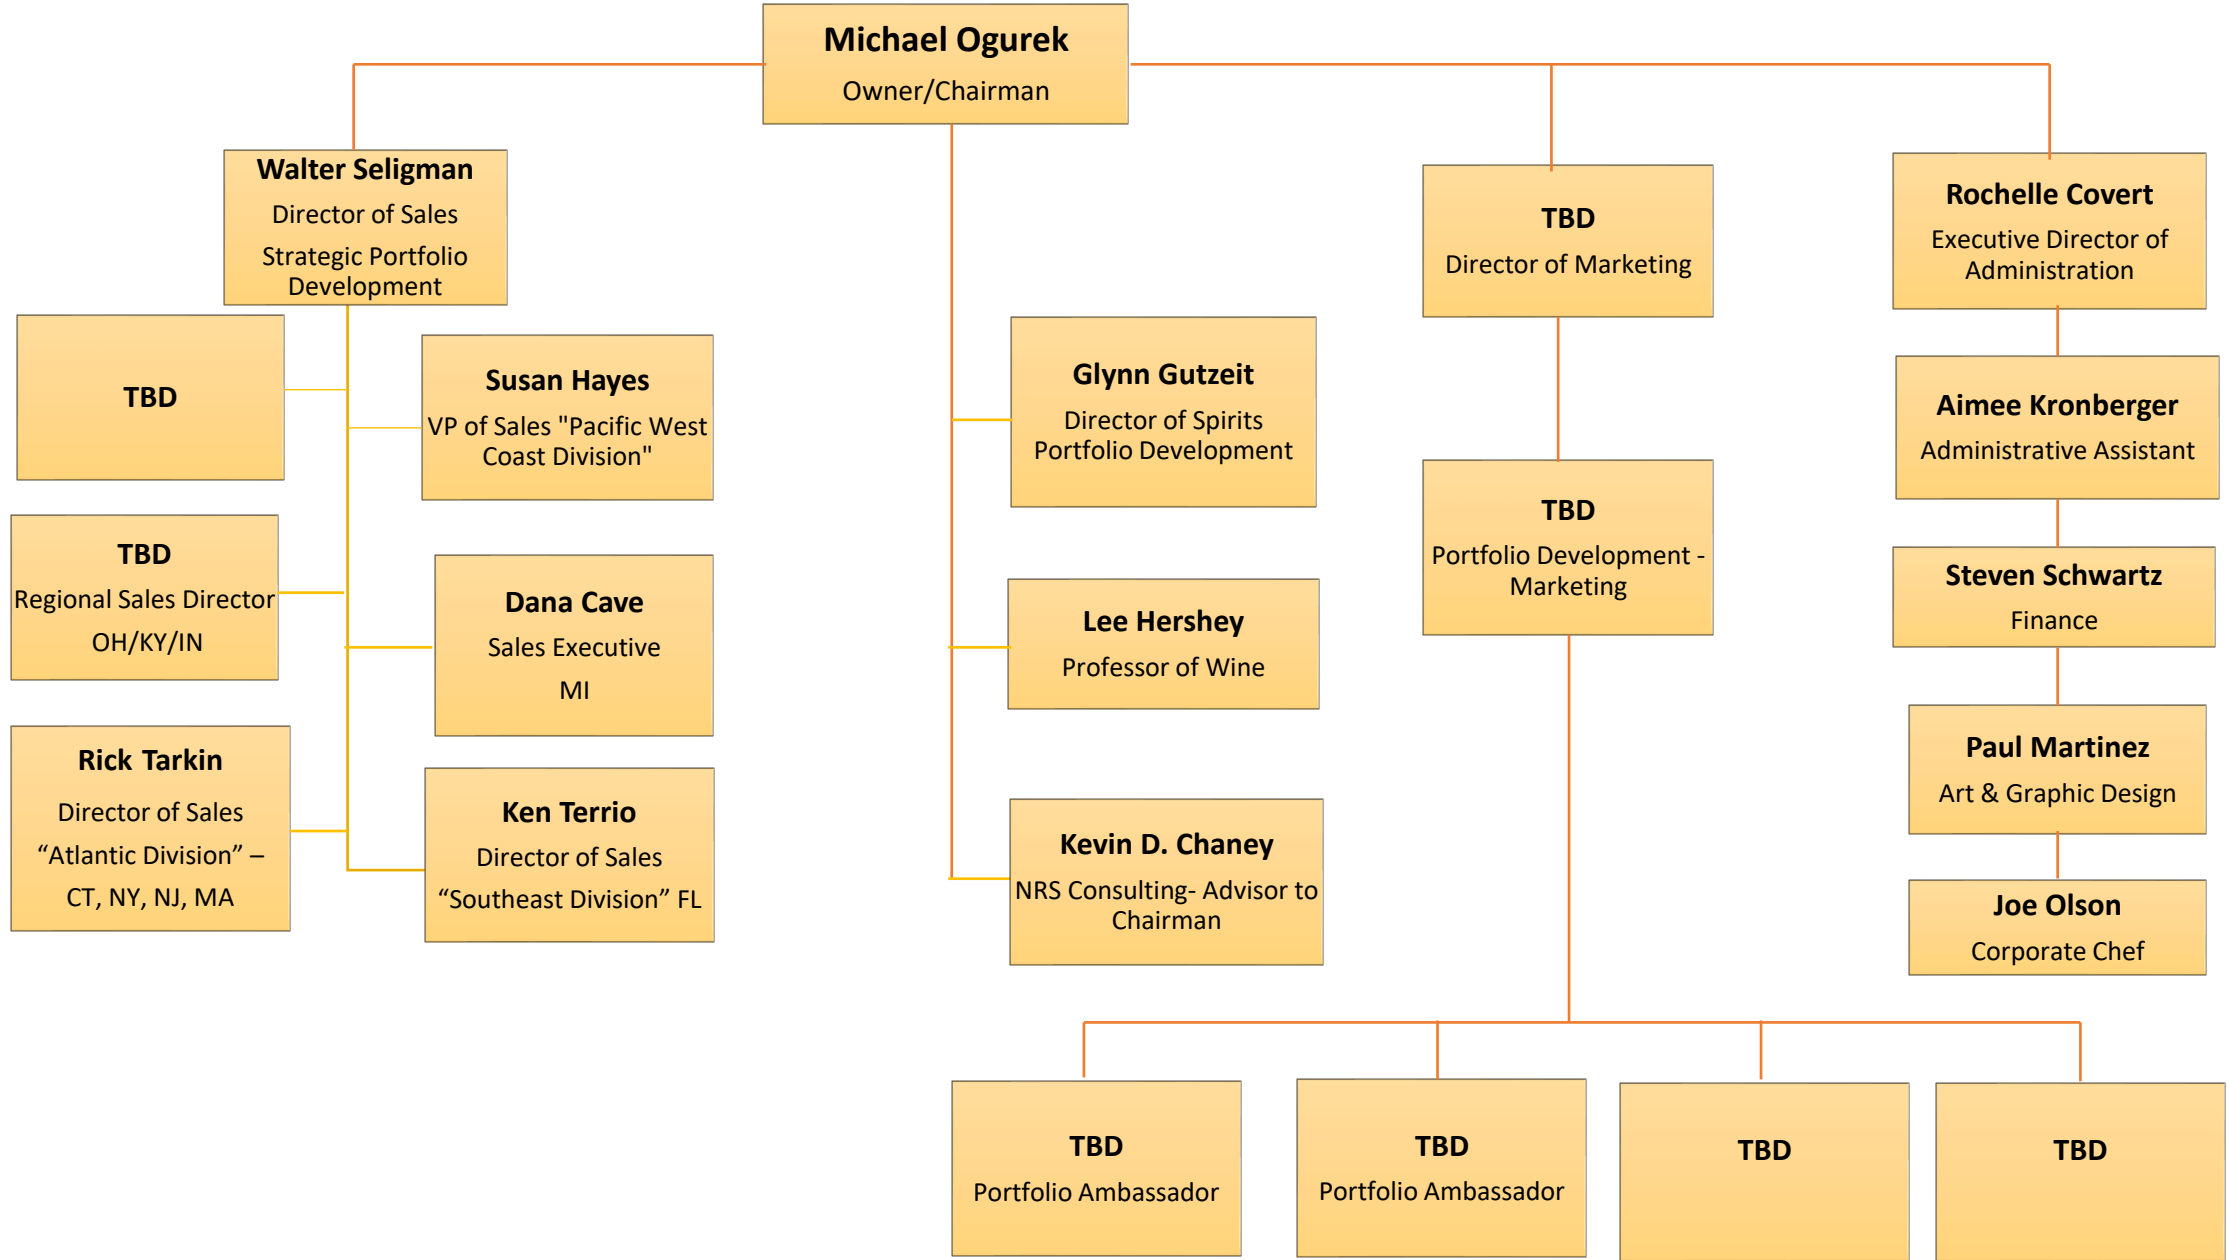 Michael Ogurek
Owner/Chairman
Walter Seligman
Director of Sales
Strategic Portfolio
Development
TBD
Susan Hayes
VP of Sales "Pacific West
Coast Division"
TBD
Regional Sales Director
OH/KY/IN
Dana Cave
Sales Executive
MI
Rick Tarkin
Director of Sales
“Atlantic Division” –
CT, NY, NJ, MA
Ken Terrio
Director of Sales
“Southeast Division” FL
Glynn Gutzeit
Director of Spirits
Portfolio Development
Lee Hershey
Professor of Wine
Kevin D. Chaney
NRS Consulting- Advisor to
Chairman
TBD
Director of Marketing
TBD
Portfolio Development -
Marketing
TBD
Portfolio Ambassador
TBD
Portfolio Ambassador
TBD
TBD
Rochelle Covert
Executive Director of
Administration
Aimee Kronberger
Administrative Assistant
Steven Schwartz
Finance
Paul Martinez
Art & Graphic Design
Joe Olson
Corporate Chef